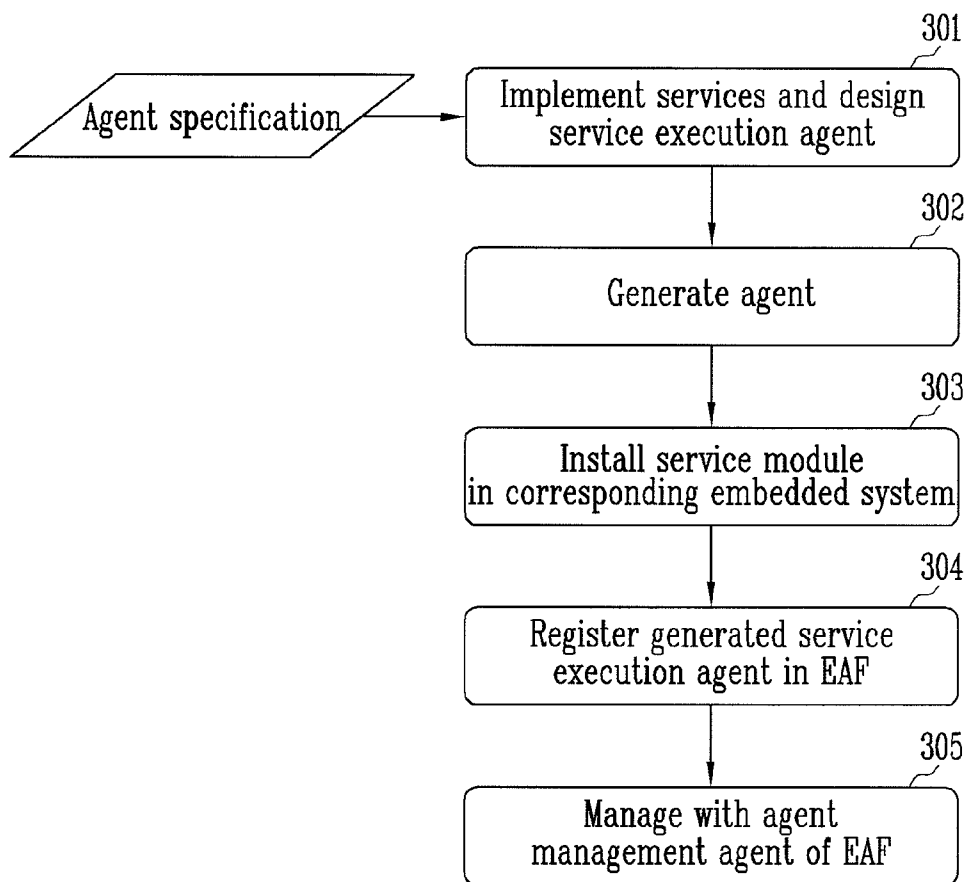 301
Agent specification
Implement services and design
service execution agent
302
Generate agent
303
Install service module
in corresponding embedded system
304
Register generated service
execution agent in EAF
305
Manage with agent
management agent of EAF